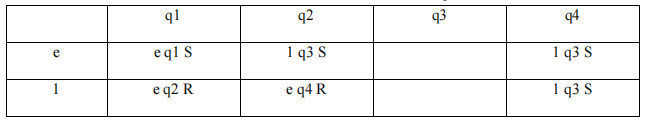 q1 q2 q3 q4
e e q1 S 1 q3 S 1 q3 S
1 e q2 R e q4 R 1 q3 S